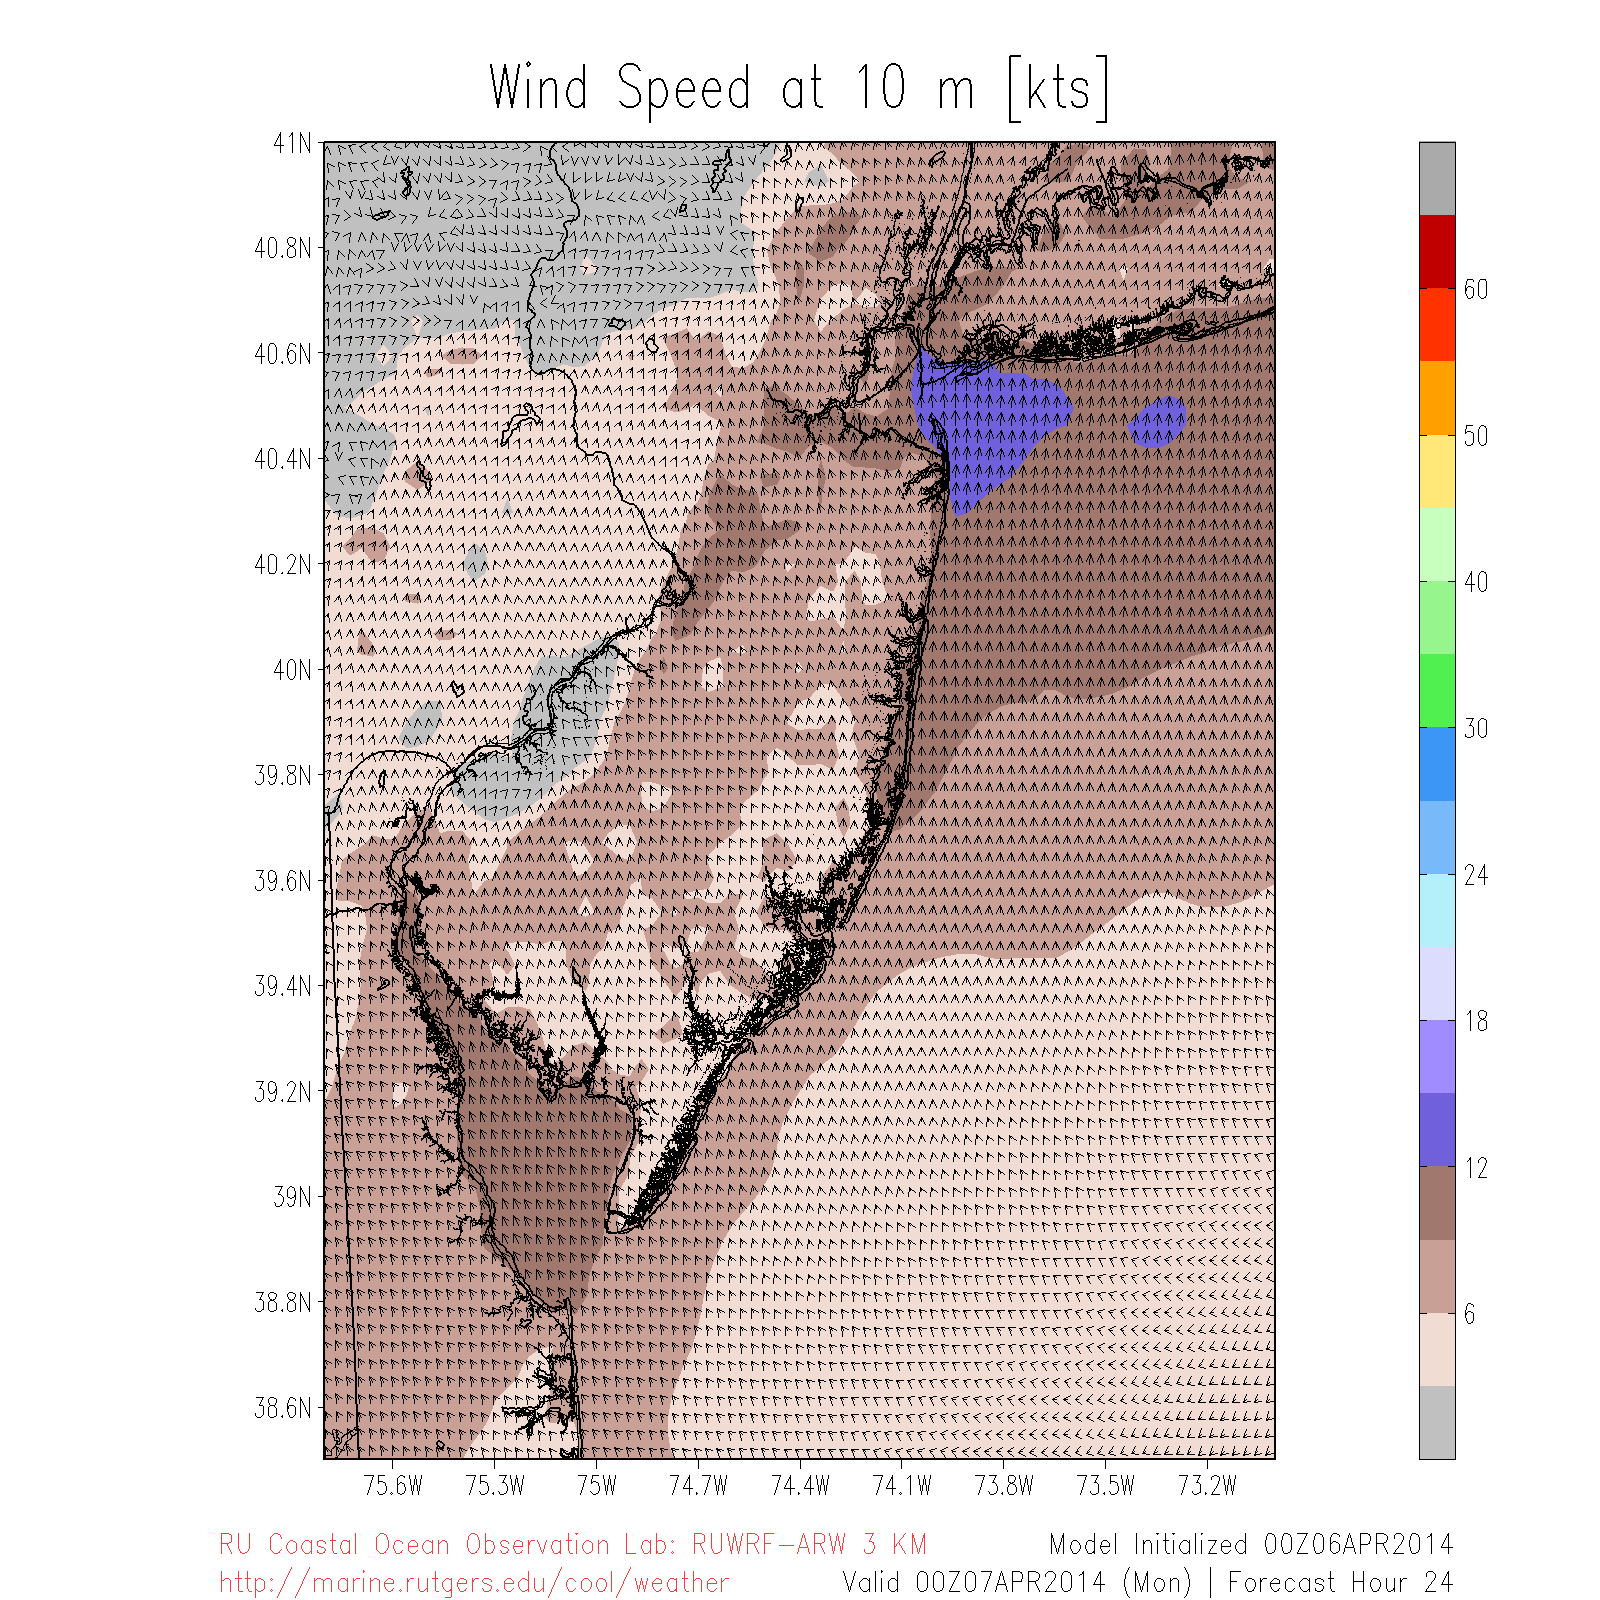 Wind Speed at 10 m [kts]
41N
40.8N
40.6N
40.4N
40.2N
40N
39.8N
39.6N
39.4N
39.2N
39N
38.8N
38.6N
75.6W 75.3W 75W 74.7W 74.4W 74.1W 73.8W 73.5W 73.2W
60
50
40
30
24
18
12
6
RU Coastal Ocean Observation Lab: RUWRF-ARW 3 KM
http://marine.rutgers.edu/cool/weather
Model Initialized 00Z06APR2014
Valid 00Z07APR2014 (Mon) | Forecast Hour 24